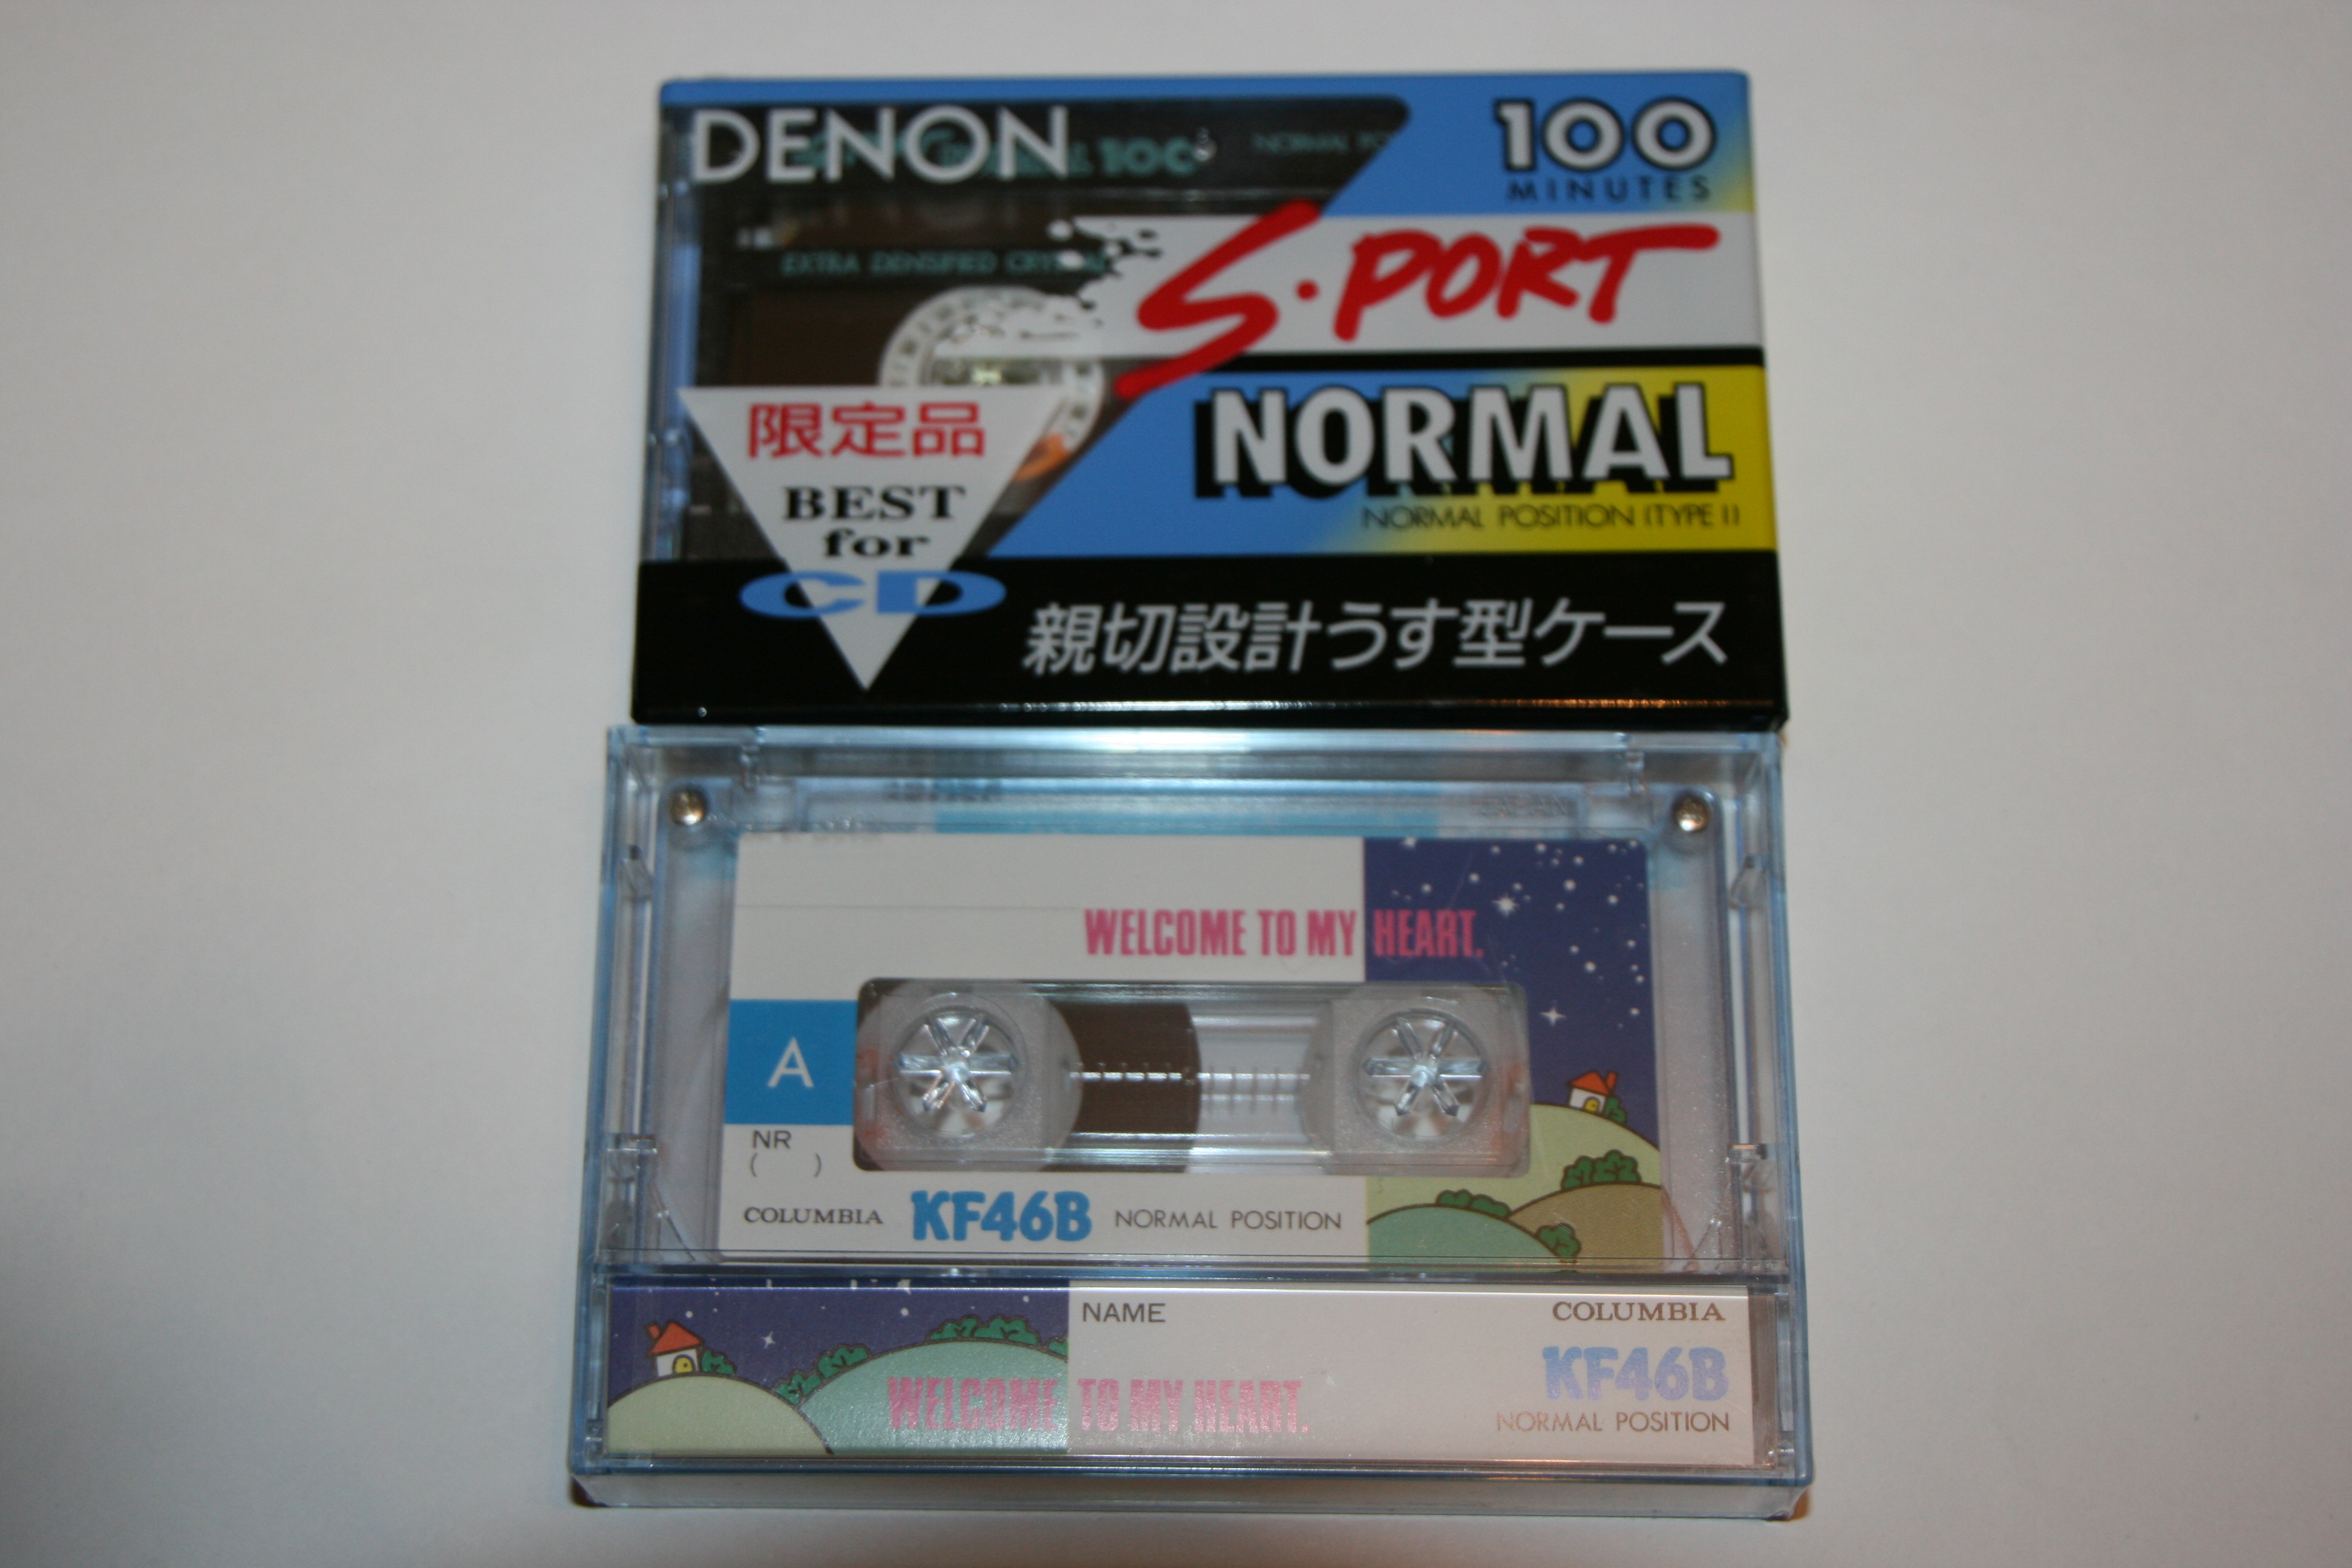 DENON
100
MINUTES
100
NORMAL
EXTRA DENSIFIED
S·PORT
限定品
BEST
for
CD
NORMAL
NORMAL POSITION (TYPE I)
親切設計うす型ケース
WELCOME TO MY HEART.
A
NR
( )
COLUMBIA KF46B NORMAL POSITION
NAME
COLUMBIA
KF46B
WELCOME TO MY HEART.
NORMAL POSITION